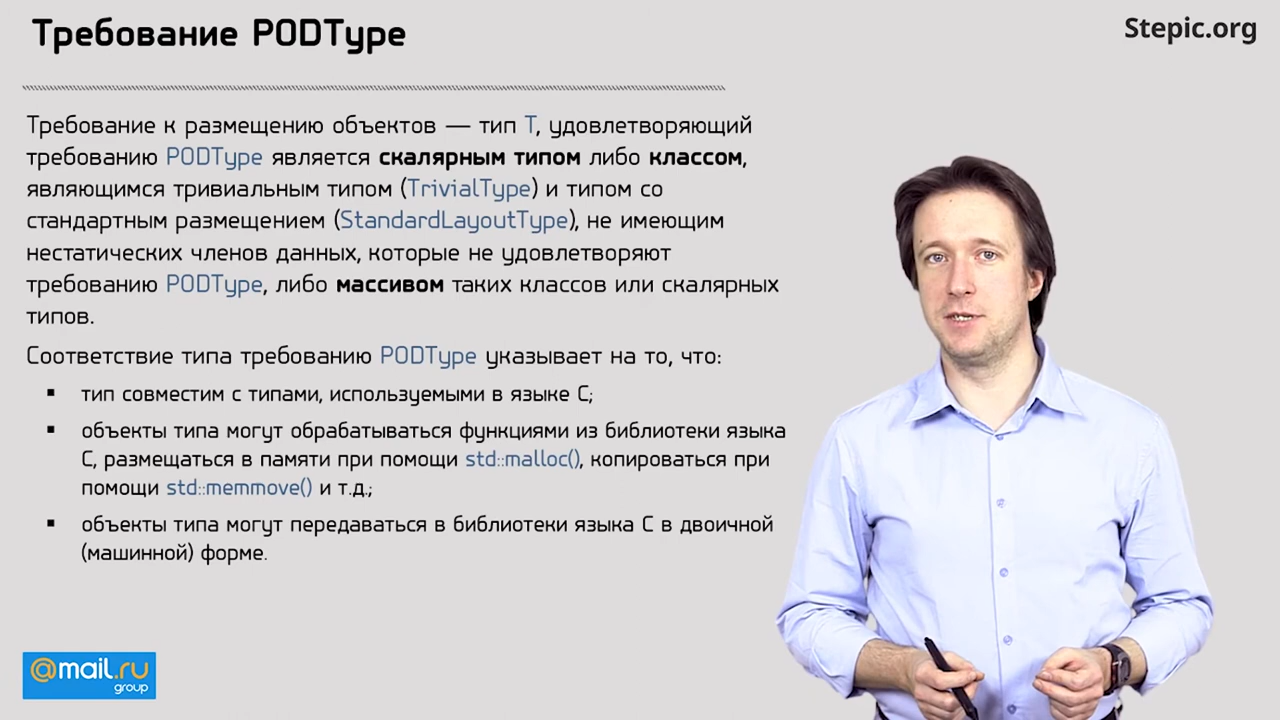 Требование PODType
Stepic.org
Требование к размещению объектов — тип T, удовлетворяющий
требованию PODType является скалярным типом либо классом,
являющимся тривиальным типом (TrivialType) и типом со
стандартным размещением (StandardLayoutType), не имеющим
нестатических членов данных, которые не удовлетворяют
требованию PODType, либо массивом таких классов или скалярных
типов.
Соответствие типа требованию PODType указывает на то, что:
▪ тип совместим с типами, используемыми в языке C;
▪ объекты типа могут обрабатываться функциями из библиотеки языка
C, размещаться в памяти при помощи std::malloc(), копироваться при
помощи std::memmove() и т.д.;
▪ объекты типа могут передаваться в библиотеки языка C в двоичной
(машинной) форме.
@mail.ru
group